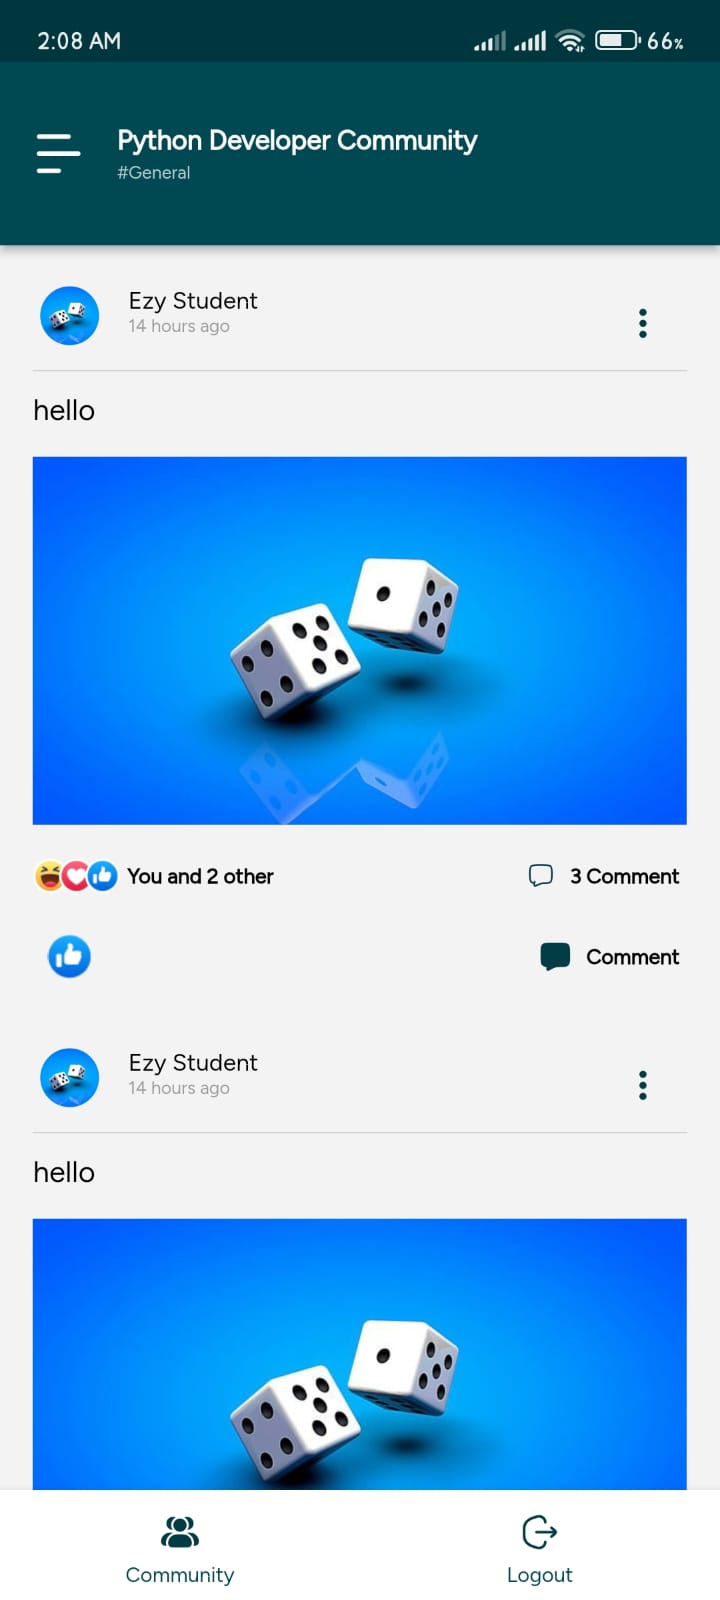 2:08 AM
66%
Python Developer Community
#General
Ezy Student
14 hours ago
hello
You and 2 other
3 Comment
Comment
Ezy Student
14 hours ago
hello
Community
Logout